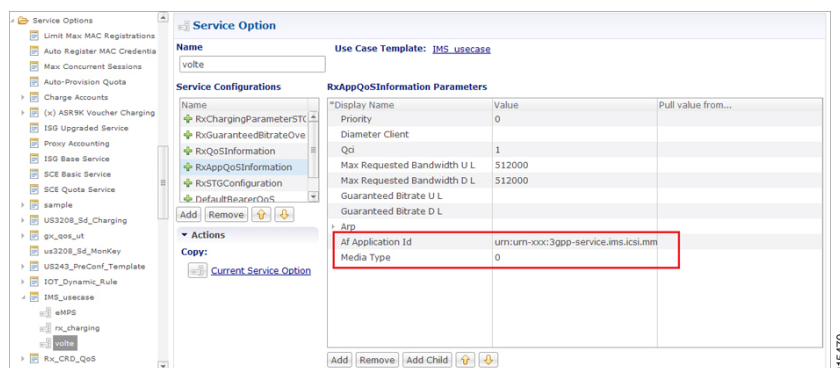 Service Options
Limit Max MAC Registrations
Auto Register MAC Credentia
Max Concurrent Sessions
Auto-Provision Quota
Charge Accounts
(x) ASR9K Voucher Charging
ISG Upgraded Service
Proxy Accounting
ISG Base Service
SCE Basic Service
SCE Quota Service
sample
US3208_Sd_Charging
gx_qos_ut
us3208_Sd_MonKey
US243_PreConf_Template
IOT_Dynamic_Rule
IMS_usecase
eMPS
rx_charging
volte
Rx_CRD_QoS
Service Option
Name
Use Case Template: IMS_usecase
volte
Service Configurations
Name
RxChargingParameterSTC
RxGuaranteedBitrateOve
RxQoSInformation
RxAppQoSInformation
RxSTGConfiguration
DefaultBearerQoS
Add Remove
Actions
Copy:
Current Service Option
RxAppQoSInformation Parameters
*Display Name Value Pull value from...
Priority 0
Diameter Client
Qci 1
Max Requested Bandwidth U L 512000
Max Requested Bandwidth D L 512000
Guaranteed Bitrate U L
Guaranteed Bitrate D L
Arp
Af Application Id urn:urn-xxx:3gpp-service.ims.icsi.mm
Media Type 0
Add Remove Add Child